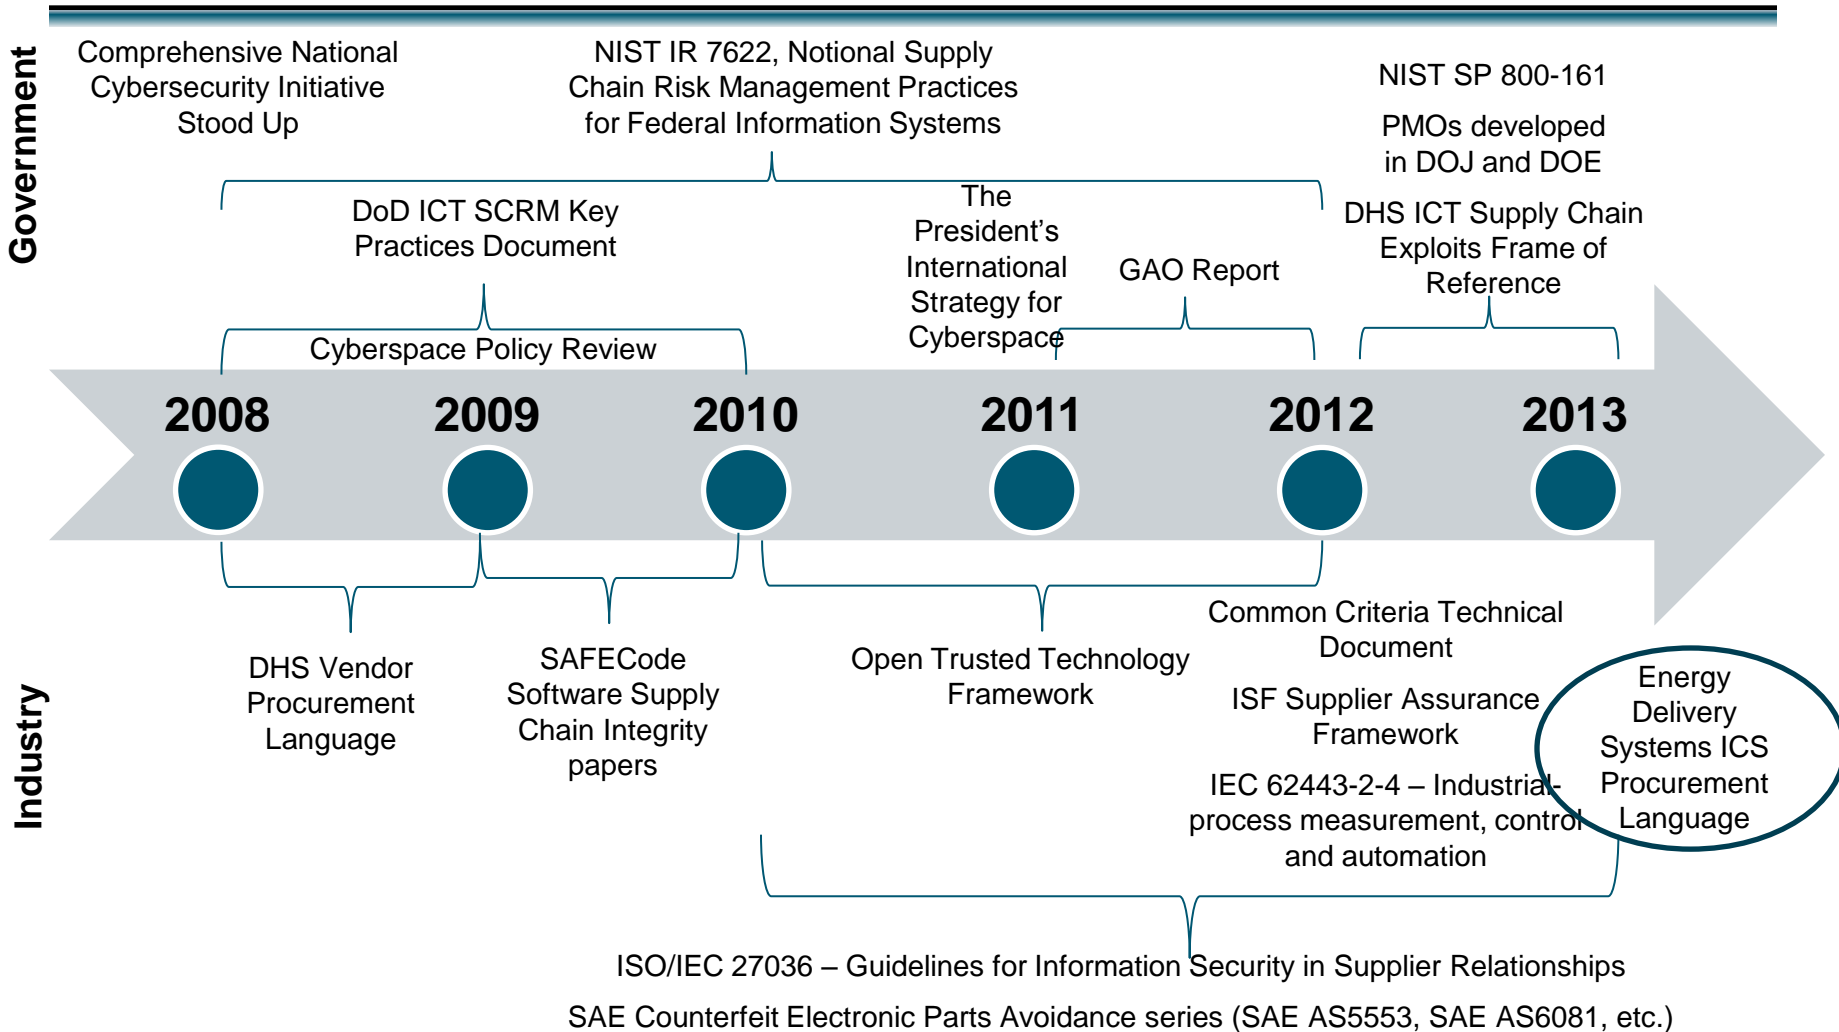 Government
Comprehensive National
Cybersecurity Initiative
Stood Up
NIST IR 7622, Notional Supply
Chain Risk Management Practices
for Federal Information Systems
NIST SP 800-161
PMOs developed
in DOJ and DOE
DHS ICT Supply Chain
Exploits Frame of
Reference
DoD ICT SCRM Key
Practices Document
The
President’s
International
Strategy for
Cyberspace
GAO Report
Cyberspace Policy Review
2008
2009
2010
2011
2012
2013
Industry
DHS Vendor
Procurement
Language
SAFECode
Software Supply
Chain Integrity
papers
Open Trusted Technology
Framework
Common Criteria Technical
Document
ISF Supplier Assurance
Framework
IEC 62443-2-4 – Industrial-
process measurement, control
and automation
Energy
Delivery
Systems ICS
Procurement
Language
ISO/IEC 27036 – Guidelines for Information Security in Supplier Relationships
SAE Counterfeit Electronic Parts Avoidance series (SAE AS5553, SAE AS6081, etc.)